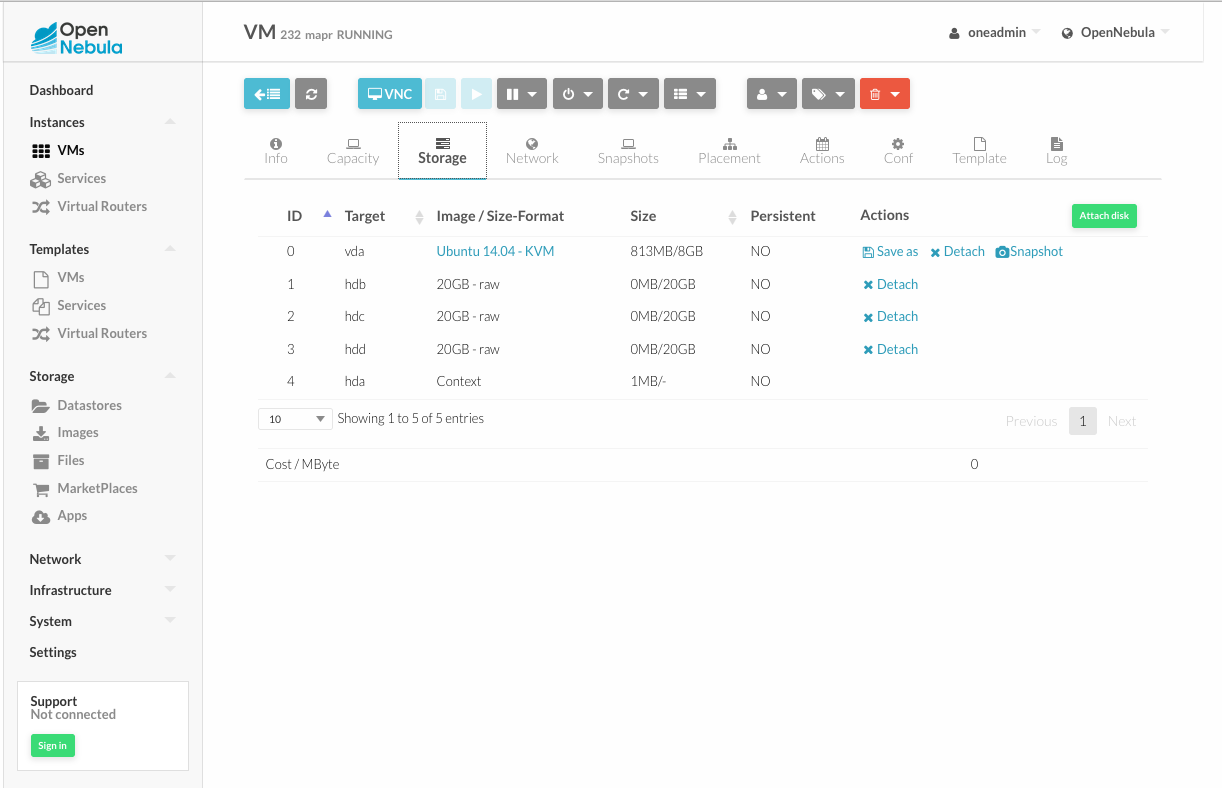 Open
Nebula
VM 232 mapr RUNNING
oneadmin
OpenNebula
Dashboard
Instances
VMs
Services
Virtual Routers
Templates
VMs
Services
Virtual Routers
Storage
Datastores
Images
Files
MarketPlaces
Apps
Network
Infrastructure
System
Settings
Support
Not connected
Sign in
VNC
Info Capacity Storage Network Snapshots Placement Actions Conf Template Log
ID Target Image / Size-Format Size Persistent Actions Attach disk
0 vda Ubuntu 14.04 - KVM 813MB/8GB NO Save as Detach Snapshot
1 hdb 20GB - raw 0MB/20GB NO Detach
2 hdc 20GB - raw 0MB/20GB NO Detach
3 hdd 20GB - raw 0MB/20GB NO Detach
4 hda Context 1MB/- NO
10 Showing 1 to 5 of 5 entries Previous 1 Next
Cost / MByte 0